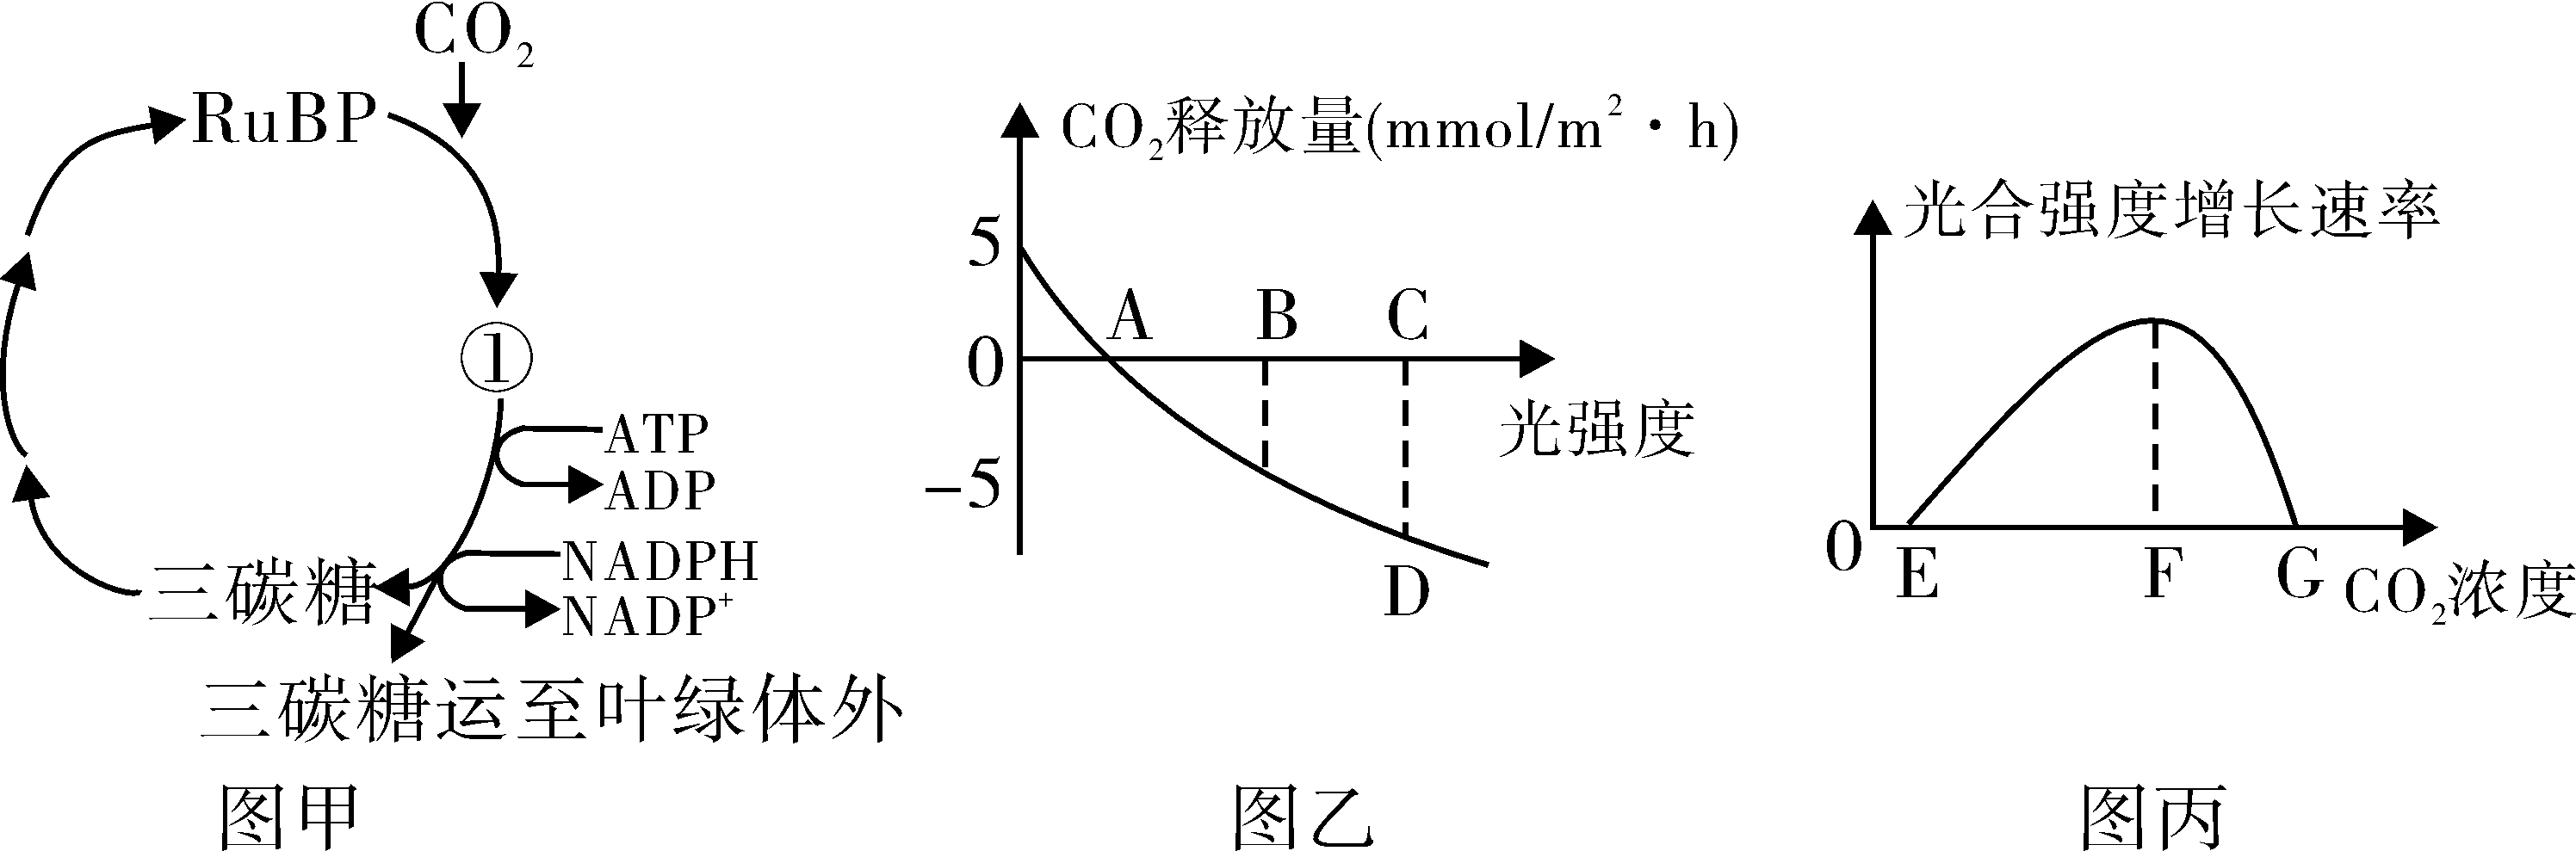 CO₂
RuBP
①
ATP
ADP
NADPH
NADP⁺
三碳糖
三碳糖运至叶绿体外
图甲
CO₂释放量(mmol/m²·h)
5
0
-5
A
B
C
D
光强度
图乙
光合强度增长速率
0
E
F
G
CO₂浓度
图丙